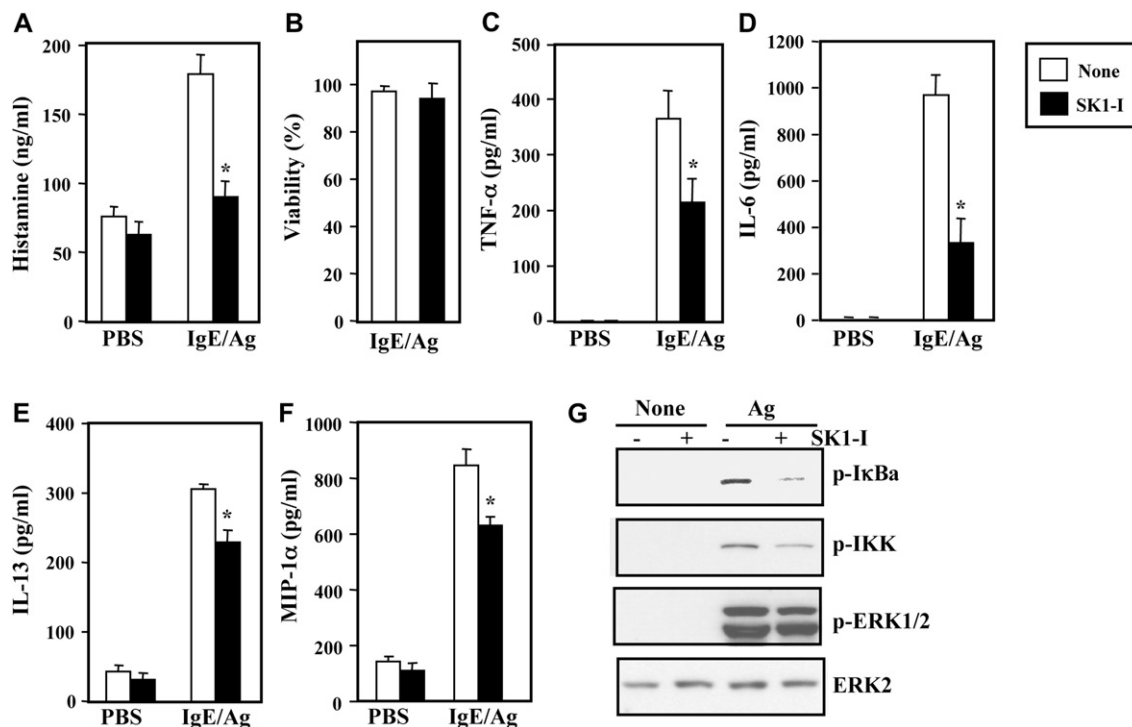 A
Histamine (ng/ml)
200
150
100
50
0
*
PBS IgE/Ag
B
Viability (%)
100
80
60
40
20
0
IgE/Ag
C
TNF-α (pg/ml)
500
400
300
200
100
0
*
PBS IgE/Ag
D
IL-6 (pg/ml)
1200
1000
800
600
400
200
0
*
PBS IgE/Ag
None
SK1-I
E
IL-13 (pg/ml)
400
300
200
100
0
*
PBS IgE/Ag
F
MIP-1α (pg/ml)
1000
800
600
400
200
0
*
PBS IgE/Ag
G
None Ag
- + - + SK1-I
p-IκBa
p-IKK
p-ERK1/2
ERK2